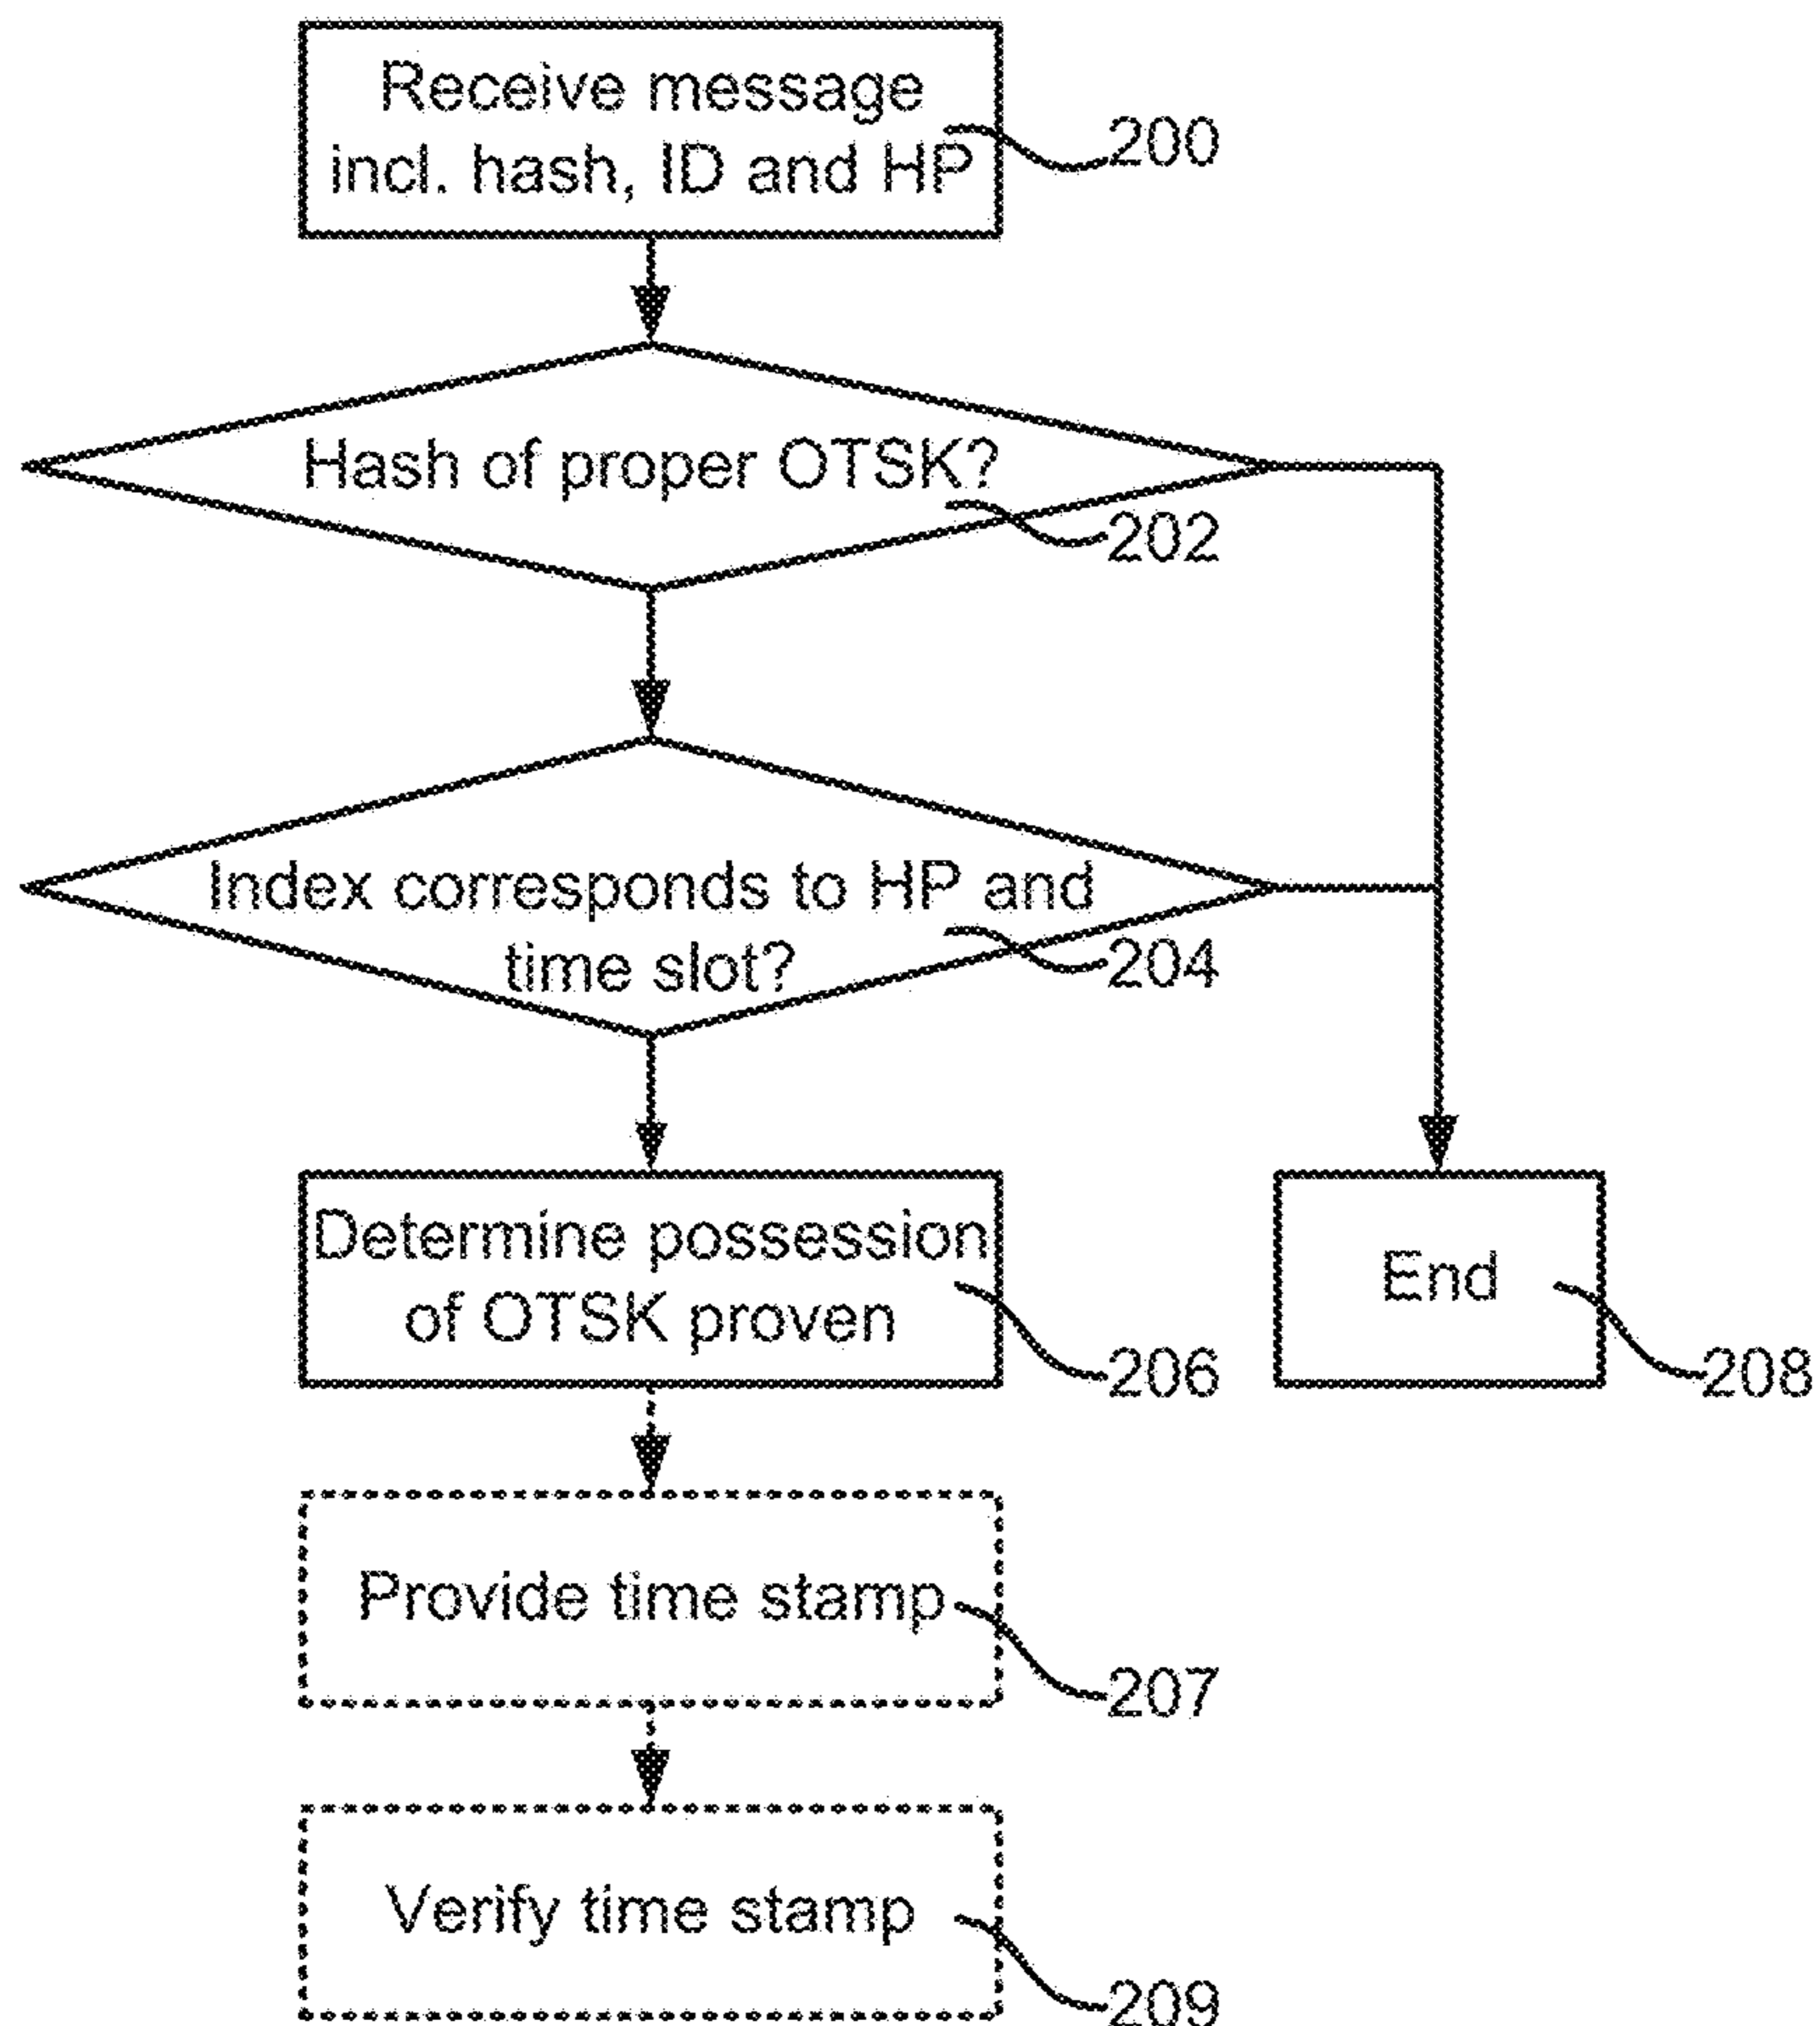 Receive message
incl. hash, ID and HP
200
Hash of proper OTSK?
202
Index corresponds to HP and
time slot?
204
Determine possession
of OTSK proven
206
End
208
Provide time stamp
207
Verify time stamp
209